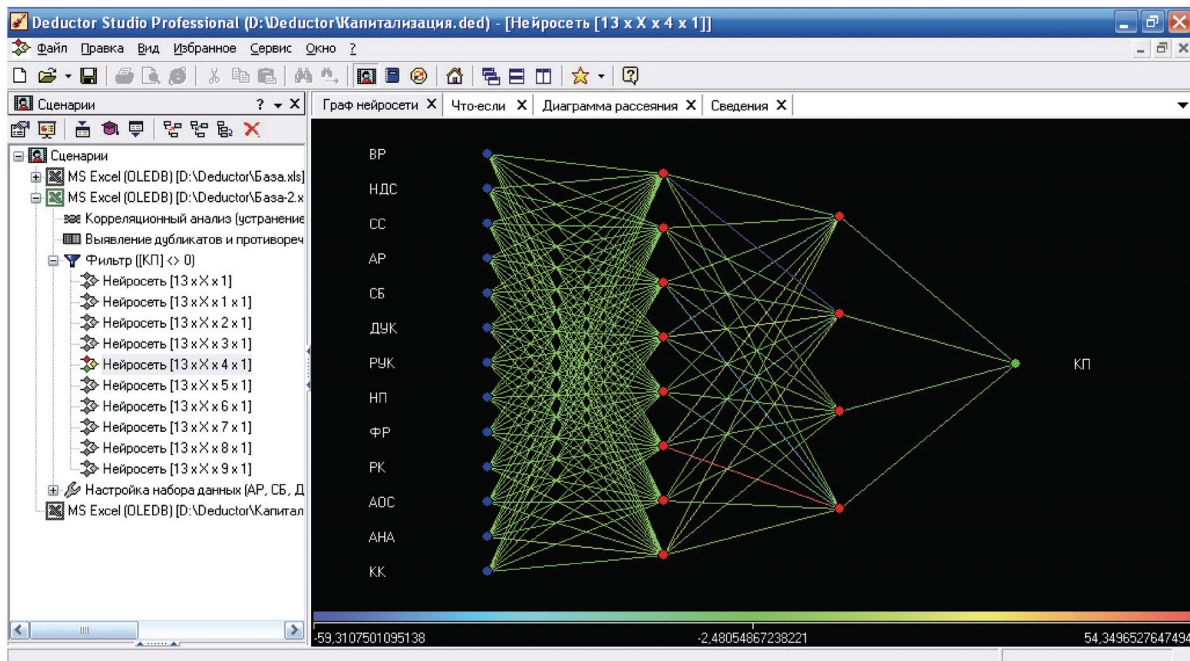 Deductor Studio Professional (D:\Deductor\Капитализация.ded) - [Нейросеть [13 x X x 4 x 1]]
Файл Правка Вид Избранное Сервис Окно ?
Сценарии ?
Граф нейросети X Что-если X Диаграмма рассеяния X Сведения X
Сценарии
MS Excel (OLEDB) [D:\Deductor\База.xls]
MS Excel (OLEDB) [D:\Deductor\База-2.x
Корреляционный анализ (устранение
Выявление дубликатов и противореч
Фильтр ([КП] <> 0)
Нейросеть [13 x X x 1]
Нейросеть [13 x X x 1 x 1]
Нейросеть [13 x X x 2 x 1]
Нейросеть [13 x X x 3 x 1]
Нейросеть [13 x X x 4 x 1]
Нейросеть [13 x X x 5 x 1]
Нейросеть [13 x X x 6 x 1]
Нейросеть [13 x X x 7 x 1]
Нейросеть [13 x X x 8 x 1]
Нейросеть [13 x X x 9 x 1]
Настройка набора данных (АР, СБ, Д
MS Excel (OLEDB) [D:\Deductor\Капитал
ВР
НДС
СС
АР
СБ
ДУК
РУК
НП
ФР
РК
АОС
АНА
КК
КП
-59,3107501095138 -2,48054867238221 54,3496527647494